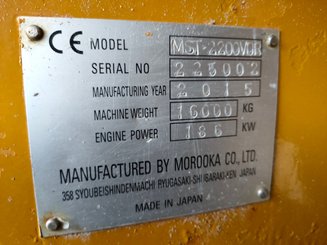 CE MODEL MST-2200VDR
SERIAL NO 225002
MANUFACTURING YEAR 2015
MACHINE WEIGHT 16000 KG
ENGINE POWER 186 KW
MANUFACTURED BY MOROOKA CO., LTD.
358 SYOUBEISHINDENMACHI RYUGASAKI-SHI IBARAKI-KEN JAPAN
MADE IN JAPAN